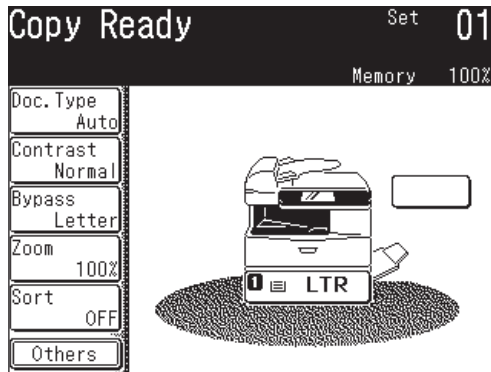 Copy Ready
Set 01
Memory 100%
Doc.Type
Auto
Contrast
Normal
Bypass
Letter
Zoom
100%
Sort
OFF
Others
1 LTR